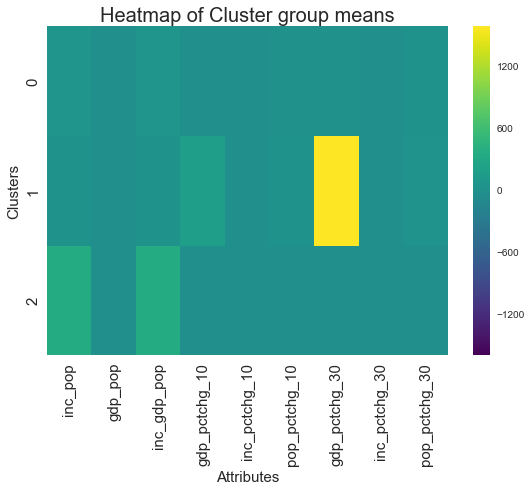 Heatmap of Cluster group means
Clusters
0
1
2
inc_pop
gdp_pop
inc_gdp_pop
gdp_pctchg_10
inc_pctchg_10
pop_pctchg_10
gdp_pctchg_30
inc_pctchg_30
pop_pctchg_30
Attributes
1200
600
0
−600
−1200